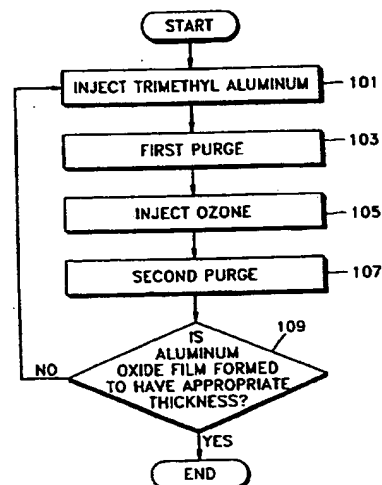 START
INJECT TRIMETHYL ALUMINUM
101
FIRST PURGE
103
INJECT OZONE
105
SECOND PURGE
107
IS
ALUMINUM
OXIDE FILM FORMED
TO HAVE APPROPRIATE
THICKNESS?
109
NO
YES
END